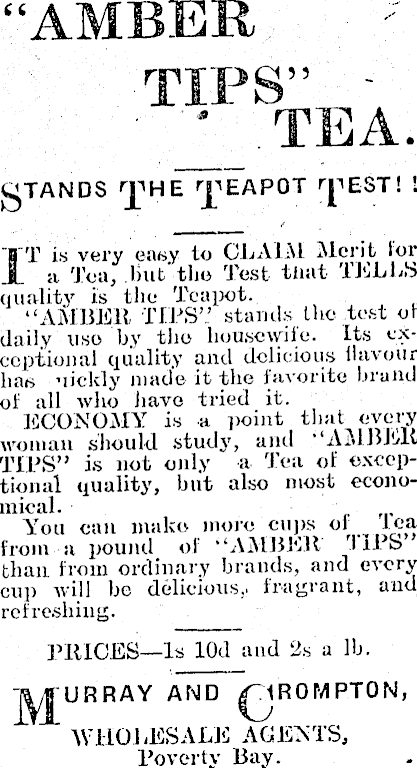 “AMBER
TIPS”
TEA.
STANDS THE TEAPOT TEST!!
IT is very easy to CLAIM Merit for
a Tea, but the Test that TELLS
quality is the Teapot.
“AMBER TIPS” stands the test of
daily use by the housewife. Its ex-
ceptional quality and delicious flavour
has uickly made it the favorite brand
of all who have tried it.
ECONOMY is a point that every
woman should study, and “AMBER
TIPS” is not only a Tea of excep-
tional quality, but also most econo-
mical.
You can make more cups of Tea
from a pound of “AMBER TIPS”
than from ordinary brands, and every
cup will be delicious, fragrant, and
refreshing.
PRICES—1s 10d and 2s a lb.
MURRAY AND CROMPTON,
WHOLESALE AGENTS,
Poverty Bay.